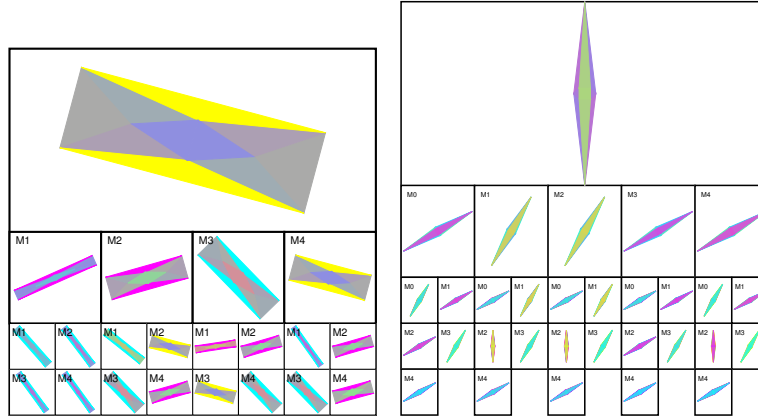 M1 M2 M3 M4
M1 M2 M1 M2 M1 M2 M1 M2
M3 M4 M3 M4 M3 M4 M3 M4
M0 M1 M2 M3 M4
M0 M1 M0 M1 M0 M1 M0 M1 M0 M1
M2 M3 M2 M3 M2 M3 M2 M3 M2 M3
M4 M4 M4 M4 M4